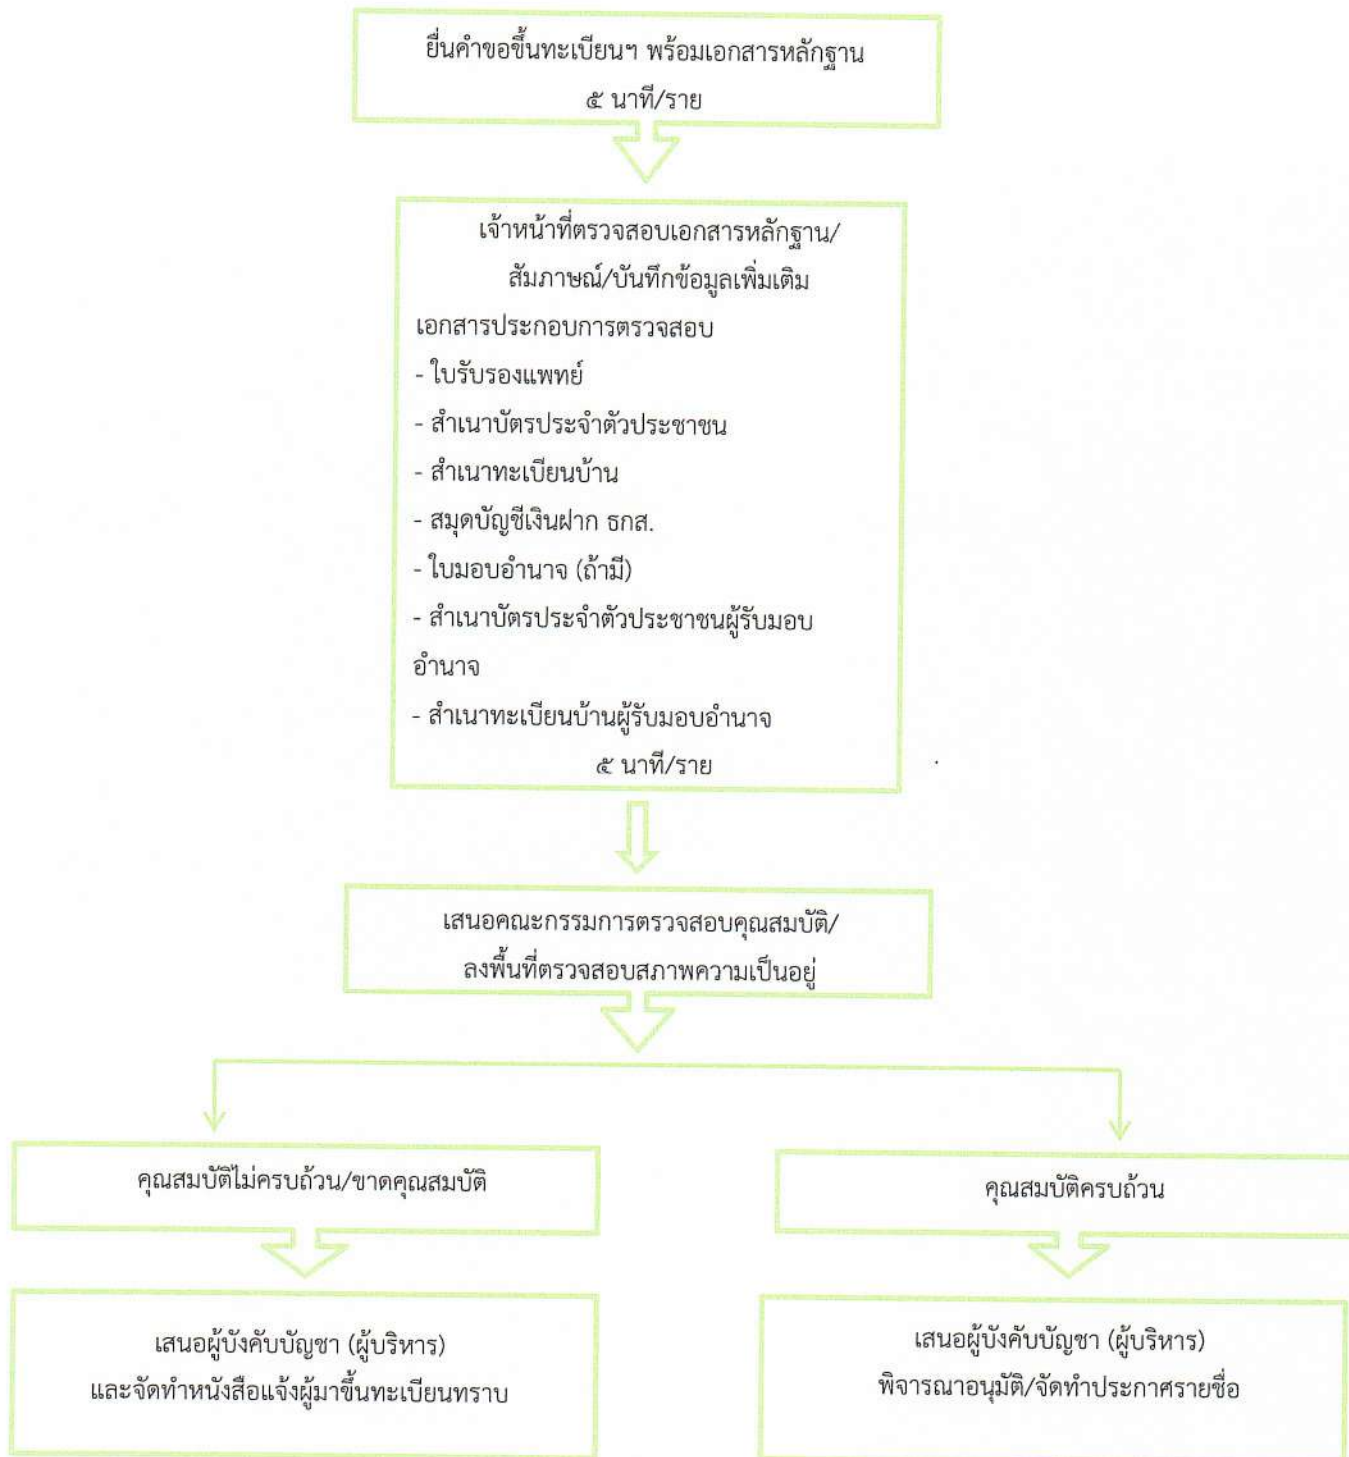 ยื่นคำขอขึ้นทะเบียนฯ พร้อมเอกสารหลักฐาน
๕ นาที/ราย
เจ้าหน้าที่ตรวจสอบเอกสารหลักฐาน/
สัมภาษณ์/บันทึกข้อมูลเพิ่มเติม
เอกสารประกอบการตรวจสอบ
- ใบรับรองแพทย์
- สำเนาบัตรประจำตัวประชาชน
- สำเนาทะเบียนบ้าน
- สมุดบัญชีเงินฝาก ธกส.
- ใบมอบอำนาจ (ถ้ามี)
- สำเนาบัตรประจำตัวประชาชนผู้รับมอบ
อำนาจ
- สำเนาทะเบียนบ้านผู้รับมอบอำนาจ
๕ นาที/ราย
เสนอคณะกรรมการตรวจสอบคุณสมบัติ/
ลงพื้นที่ตรวจสอบสภาพความเป็นอยู่
คุณสมบัติไม่ครบถ้วน/ขาดคุณสมบัติ
คุณสมบัติครบถ้วน
เสนอผู้บังคับบัญชา (ผู้บริหาร)
และจัดทำหนังสือแจ้งผู้มาขึ้นทะเบียนทราบ
เสนอผู้บังคับบัญชา (ผู้บริหาร)
พิจารณาอนุมัติ/จัดทำประกาศรายชื่อ